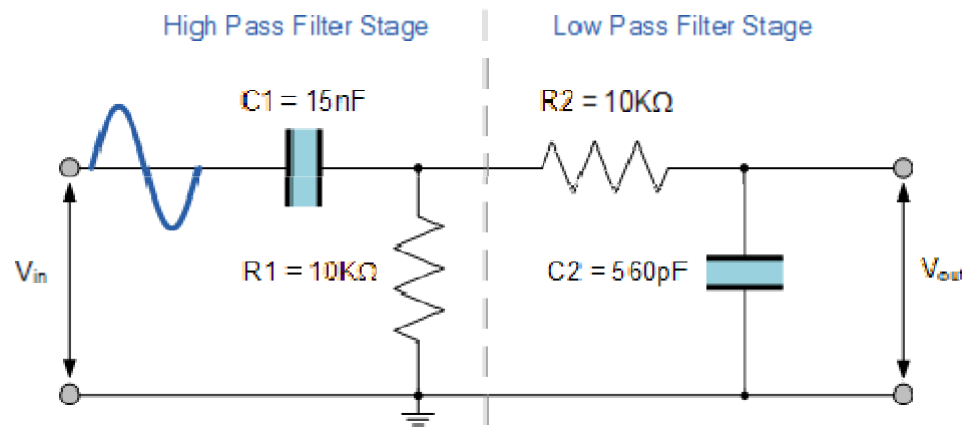 High Pass Filter Stage
Low Pass Filter Stage
C1 = 15nF
R2 = 10KΩ
Vin
R1 = 10KΩ
C2 = 560pF
Vout